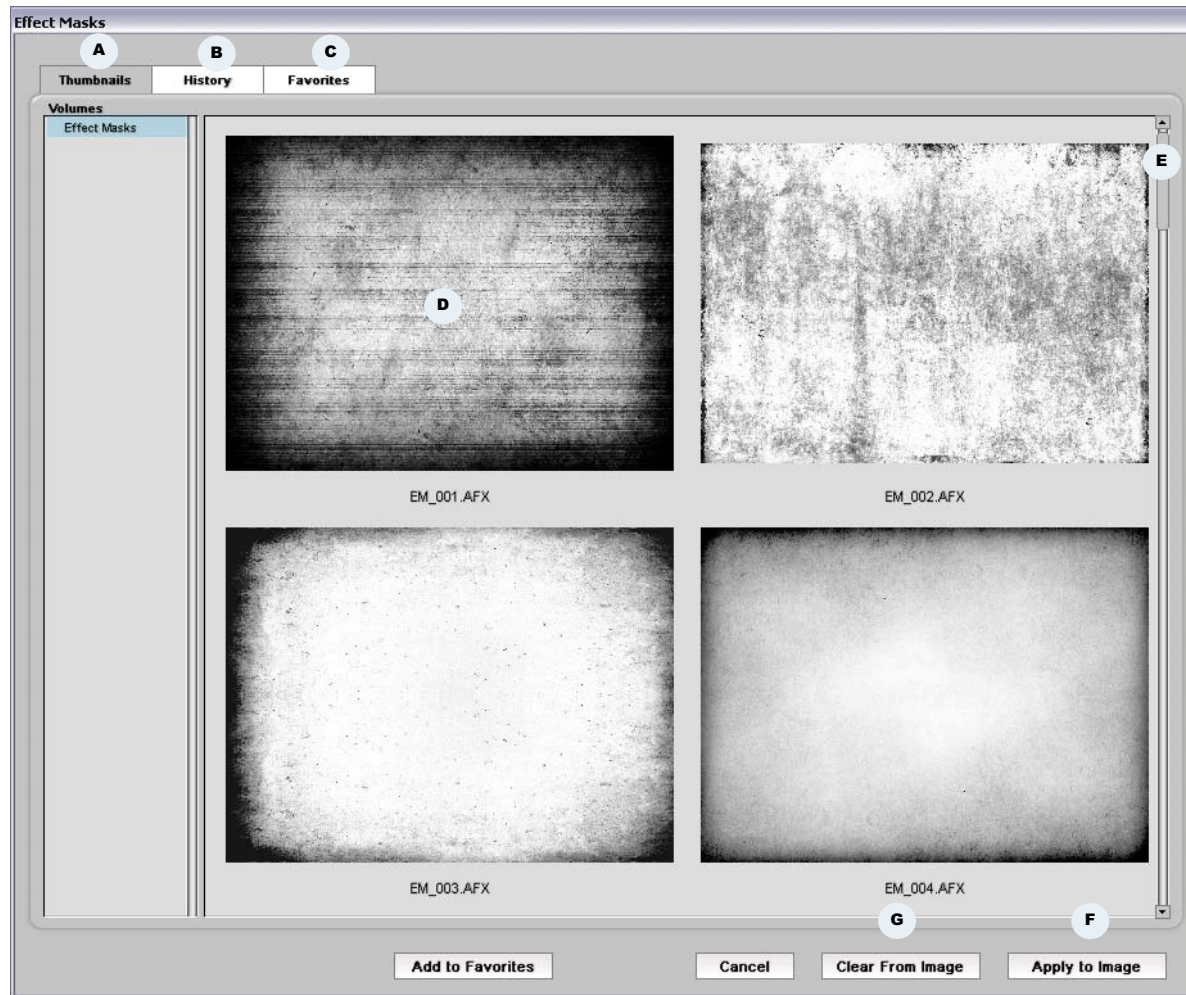 Effect Masks
A
B
C
Thumbnails
History
Favorites
Volumes
Effect Masks
E
D
EM_001.AFX
EM_002.AFX
EM_003.AFX
EM_004.AFX
G
F
Add to Favorites
Cancel
Clear From Image
Apply to Image